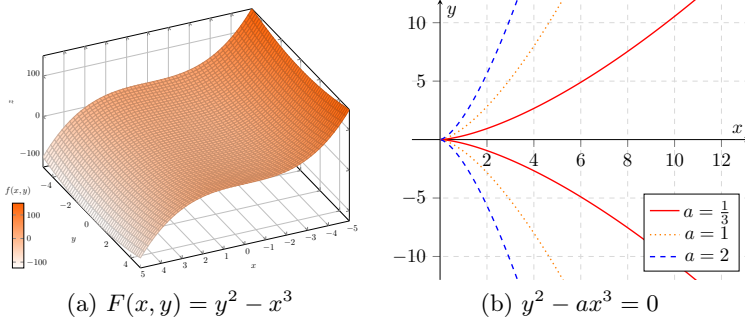 100
0
−100
z
f(x,y)
100
0
−100
−4
−2
0
2
4
y
5
4
3
2
1
0
−1
−2
−3
−4
−5
x
(a) F(x, y) = y² − x³
y
10
5
−5
−10
2
4
6
8
10
12
x
a = 1/3
a = 1
a = 2
(b) y² − ax³ = 0